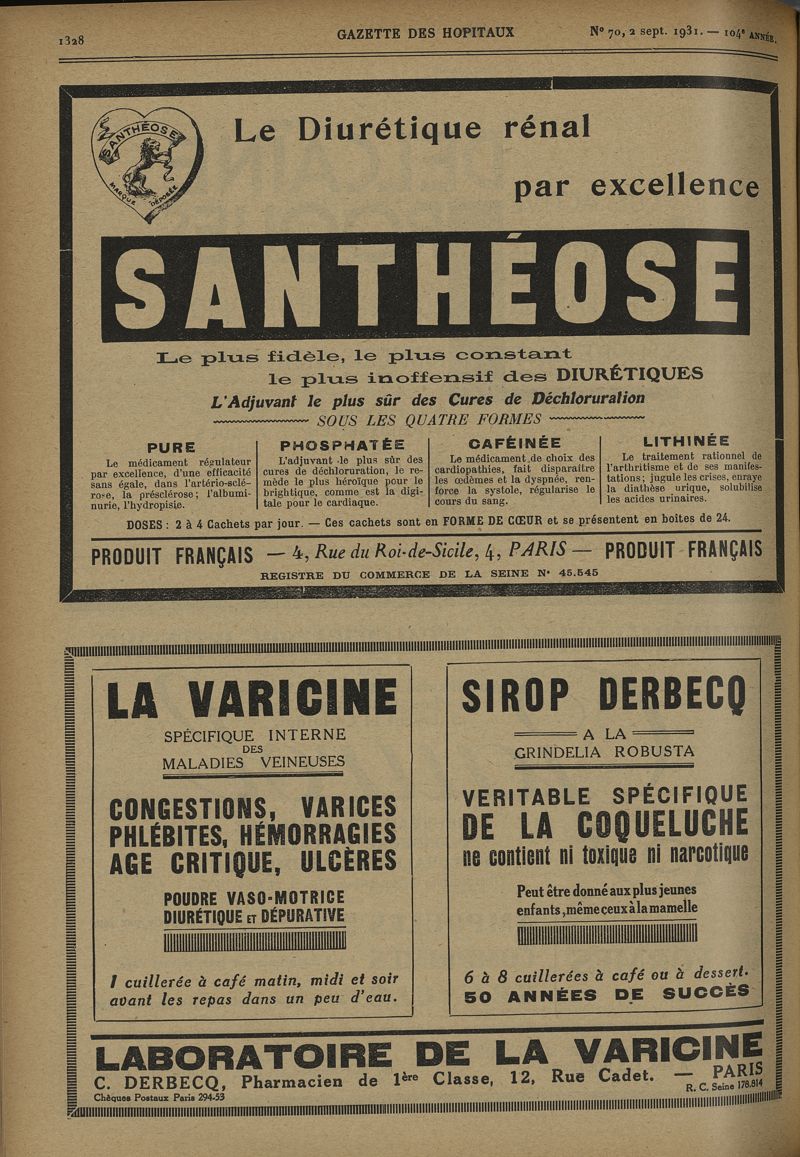 1328
GAZETTE DES HOPITAUX
N° 70, 2 sept. 1931. — 104e ANNÉE.
SANTHÉOSE
MARQUE DÉPOSÉE
Le Diurétique rénal
par excellence
SANTHÉOSE
Le plus fidèle, le plus constant
le plus inoffensif des DIURÉTIQUES
L'Adjuvant le plus sûr des Cures de Déchloruration
SOUS LES QUATRE FORMES
PURE
Le médicament régulateur
par excellence, d'une efficacité
sans égale, dans l'artério-sclé-
rose, la présclérose; l'albumi-
nurie, l'hydropisie.
PHOSPHATÉE
L'adjuvant le plus sûr des
cures de déchloruration, le re-
mède le plus héroïque pour le
brightique, comme est la digi-
tale pour le cardiaque.
CAFÉINÉE
Le médicament de choix des
cardiopathies, fait disparaître
les œdèmes et la dyspnée, ren-
force la systole, régularise le
cours du sang.
LITHINÉE
Le traitement rationnel de
l'arthritisme et de ses manifes-
tations; jugule les crises, enraye
la diathèse urique, solubilise
les acides urinaires.
DOSES : 2 à 4 Cachets par jour. — Ces cachets sont en FORME DE CŒUR et se présentent en boîtes de 24.
PRODUIT FRANÇAIS — 4, Rue du Roi-de-Sicile, 4, PARIS — PRODUIT FRANÇAIS
REGISTRE DU COMMERCE DE LA SEINE N° 45.545
LA VARICINE
SPÉCIFIQUE INTERNE
DES
MALADIES VEINEUSES
CONGESTIONS, VARICES
PHLÉBITES, HÉMORRAGIES
AGE CRITIQUE, ULCÈRES
POUDRE VASO-MOTRICE
DIURÉTIQUE ET DÉPURATIVE
1 cuillerée à café matin, midi et soir
avant les repas dans un peu d'eau.
SIROP DERBECQ
A LA
GRINDELIA ROBUSTA
VERITABLE SPÉCIFIQUE
DE LA COQUELUCHE
ne contient ni toxique ni narcotique
Peut être donné aux plus jeunes
enfants, même ceux à la mamelle
6 à 8 cuillerées à café ou à dessert.
50 ANNÉES DE SUCCÈS
LABORATOIRE DE LA VARICINE
C. DERBECQ, Pharmacien de 1ère Classe, 12, Rue Cadet. — PARIS
Chèques Postaux Paris 294-53
R. C. Seine 178.814